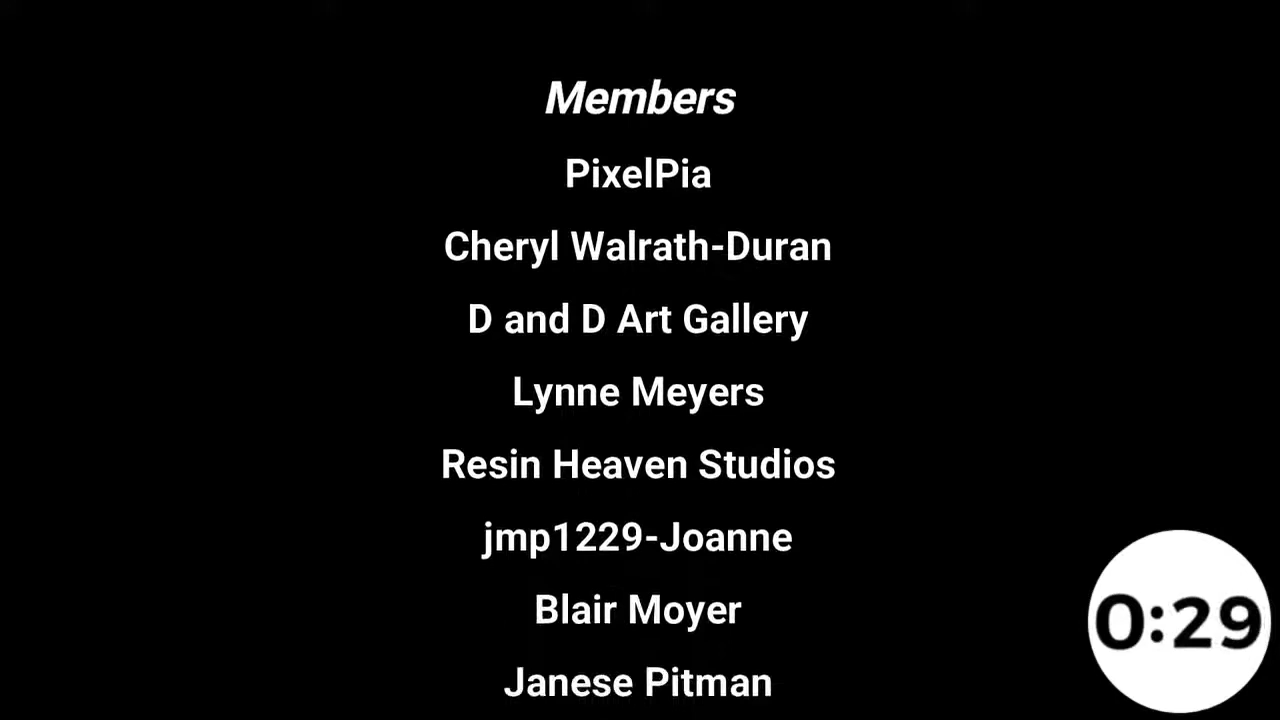 Members
PixelPia
Cheryl Walrath-Duran
D and D Art Gallery
Lynne Meyers
Resin Heaven Studios
jmp1229-Joanne
Blair Moyer
Janese Pitman
0:29